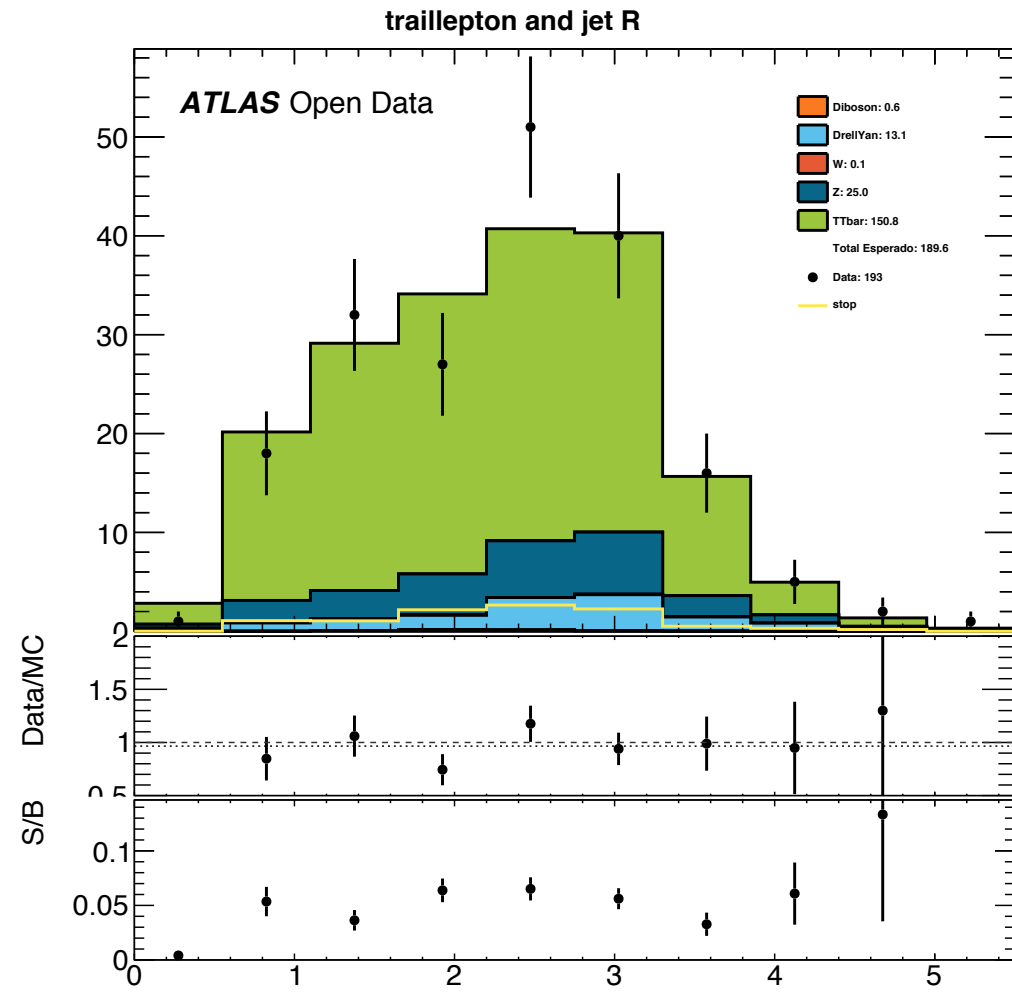 traillepton and jet R
ATLAS Open Data
Diboson: 0.6
DrellYan: 13.1
W: 0.1
Z: 25.0
TTbar: 150.8
Total Esperado: 189.6
Data: 193
stop
50
40
30
20
10
0
Data/MC
2
1.5
1
0.5
S/B
0.1
0.05
0
0 1 2 3 4 5